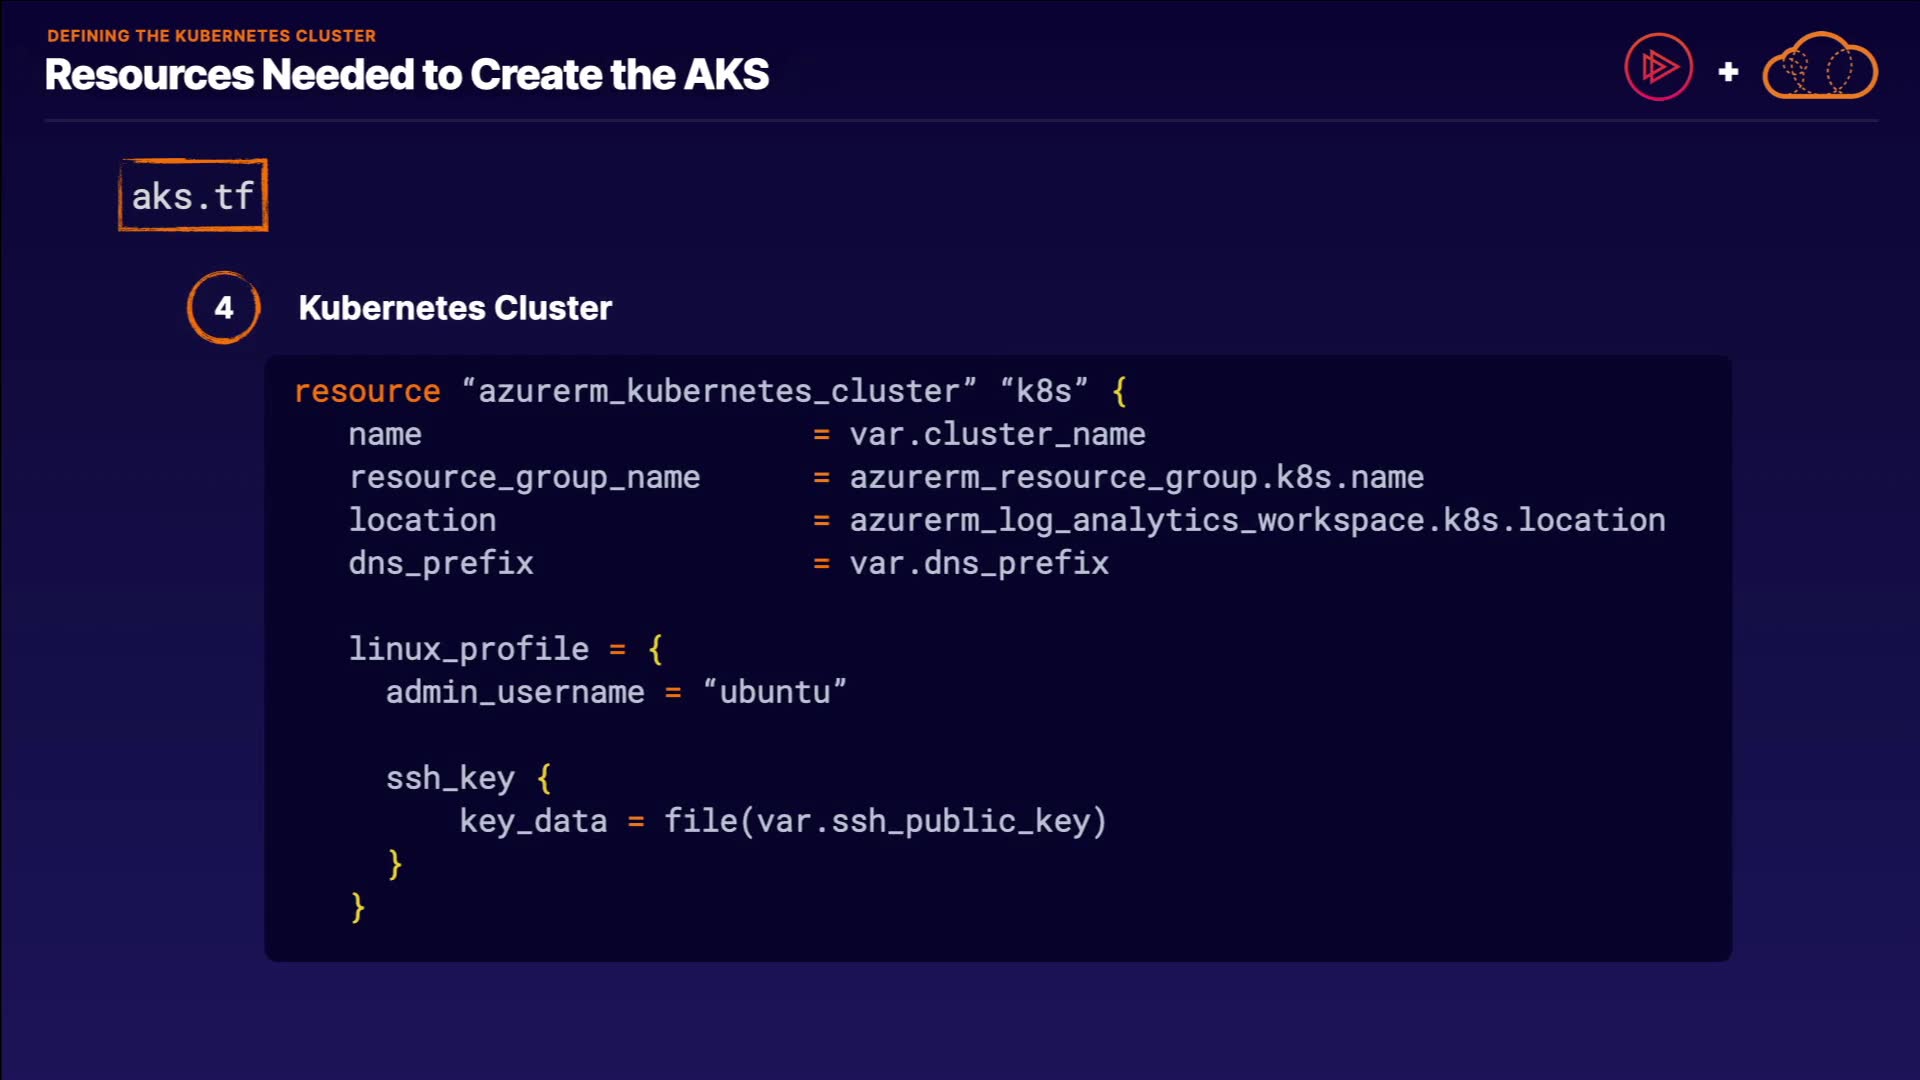 DEFINING THE KUBERNETES CLUSTER
Resources Needed to Create the AKS
+
aks.tf
4 Kubernetes Cluster
resource “azurerm_kubernetes_cluster” “k8s” {
name = var.cluster_name
resource_group_name = azurerm_resource_group.k8s.name
location = azurerm_log_analytics_workspace.k8s.location
dns_prefix = var.dns_prefix
linux_profile = {
admin_username = “ubuntu”
ssh_key {
key_data = file(var.ssh_public_key)
}
}